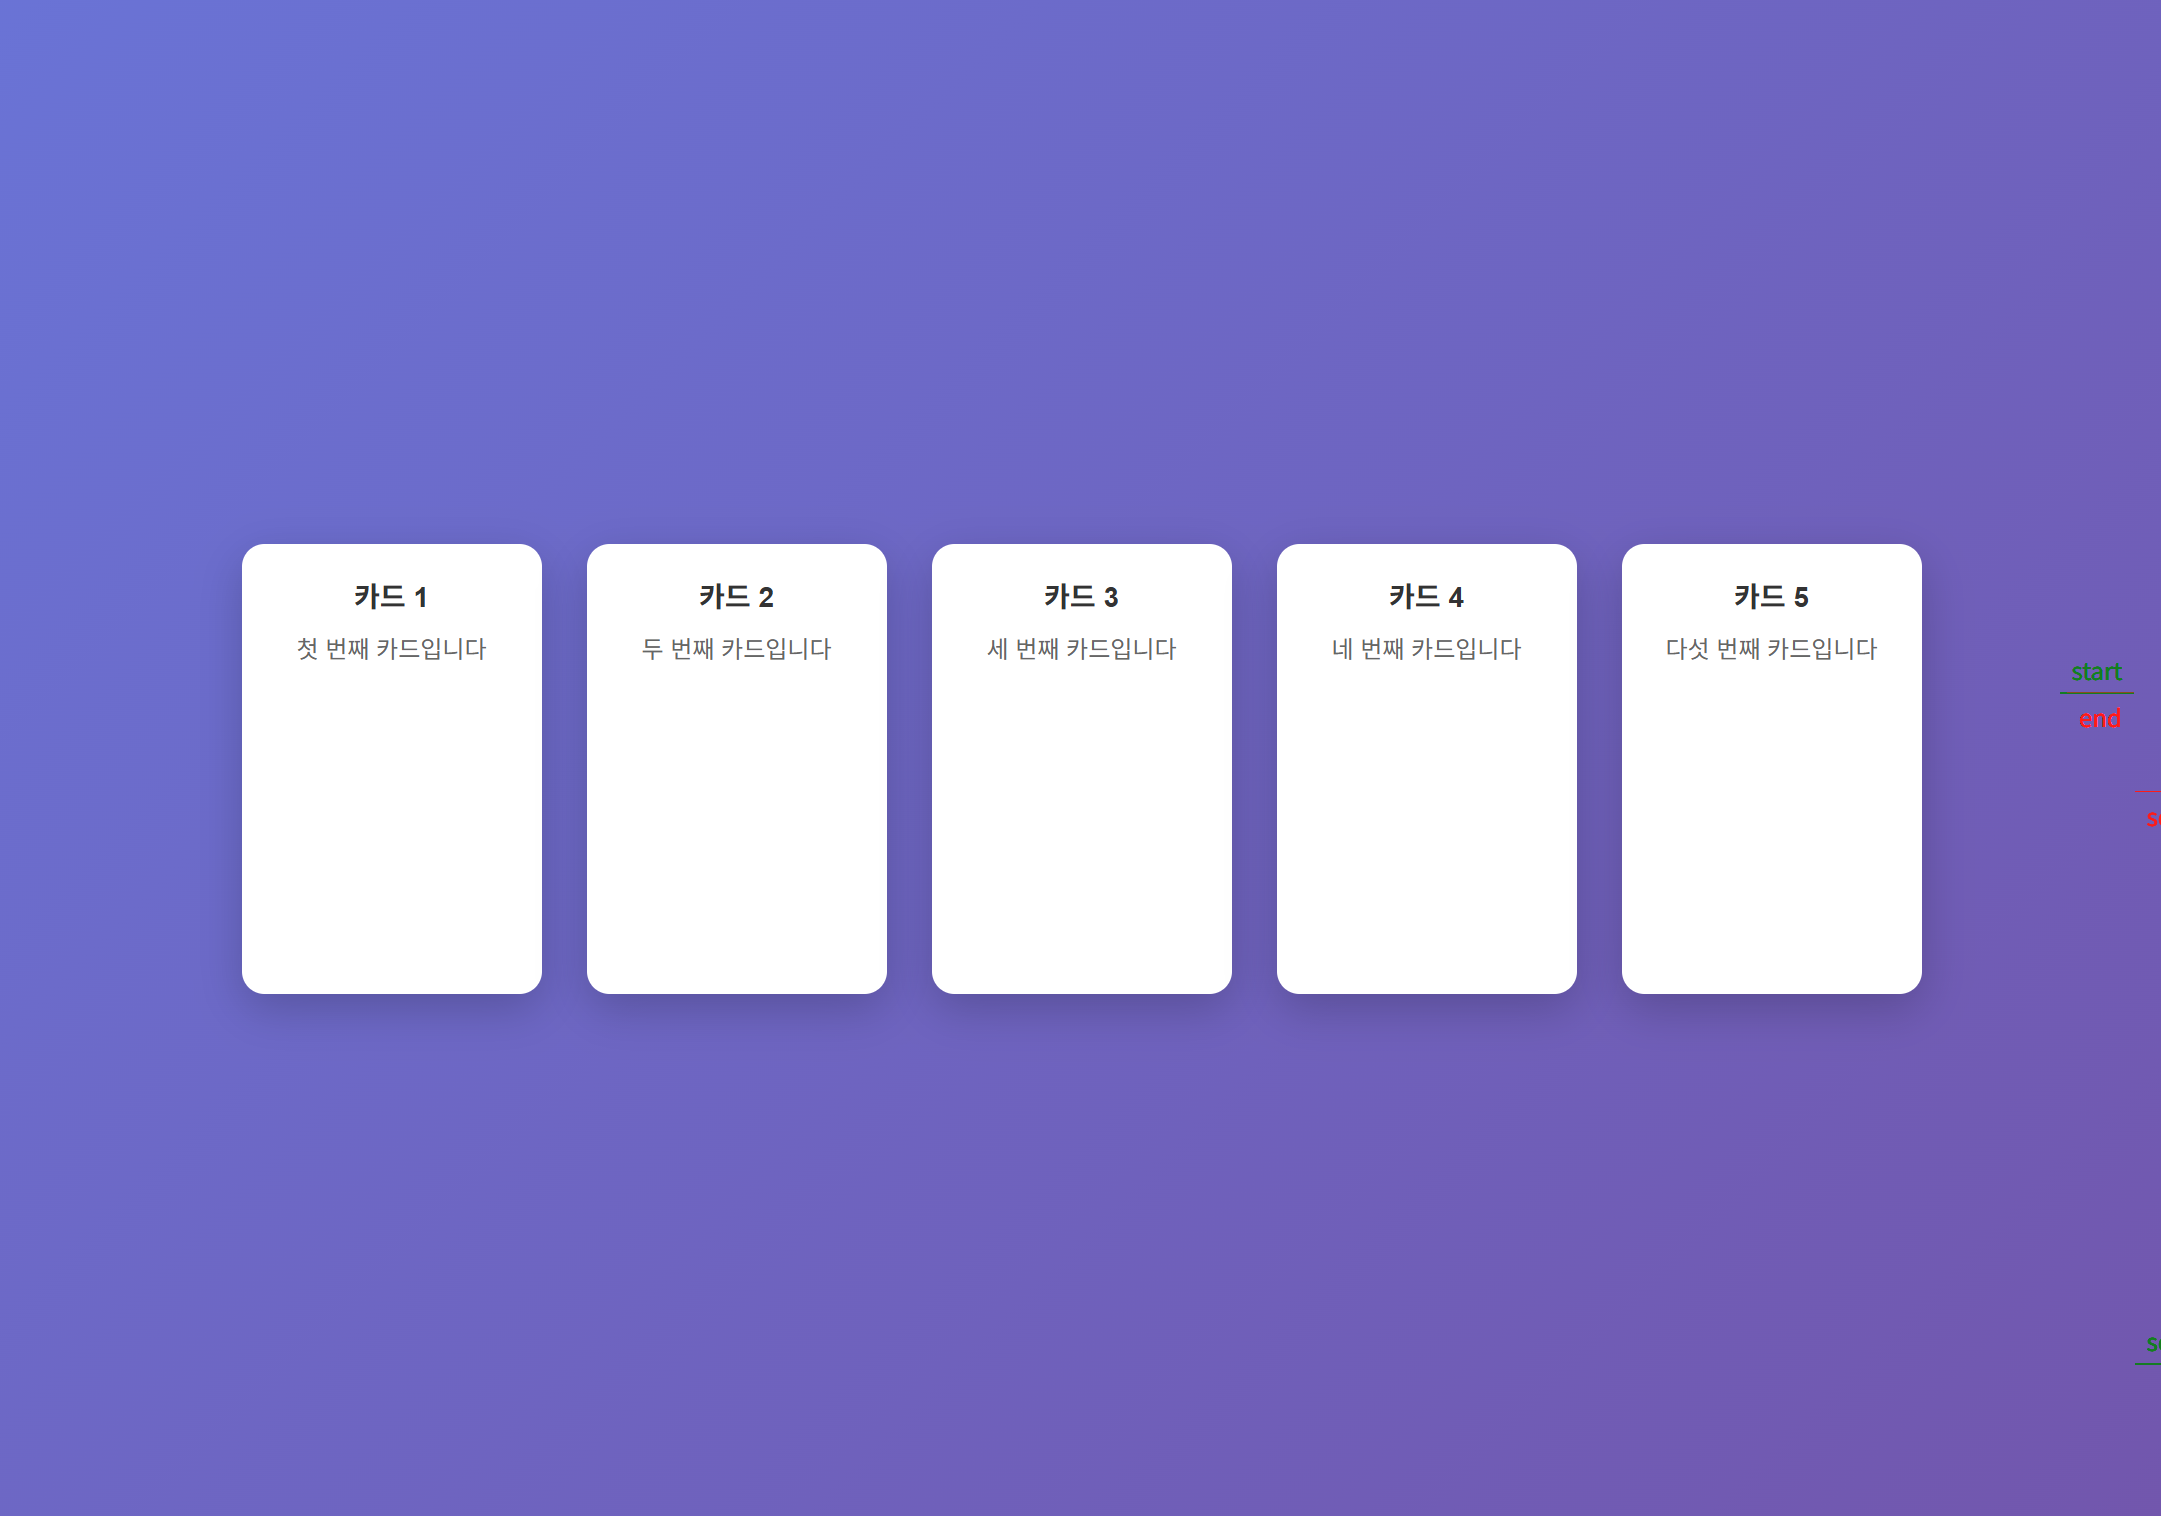 카드 1
첫 번째 카드입니다
카드 2
두 번째 카드입니다
카드 3
세 번째 카드입니다
카드 4
네 번째 카드입니다
카드 5
다섯 번째 카드입니다
start
end